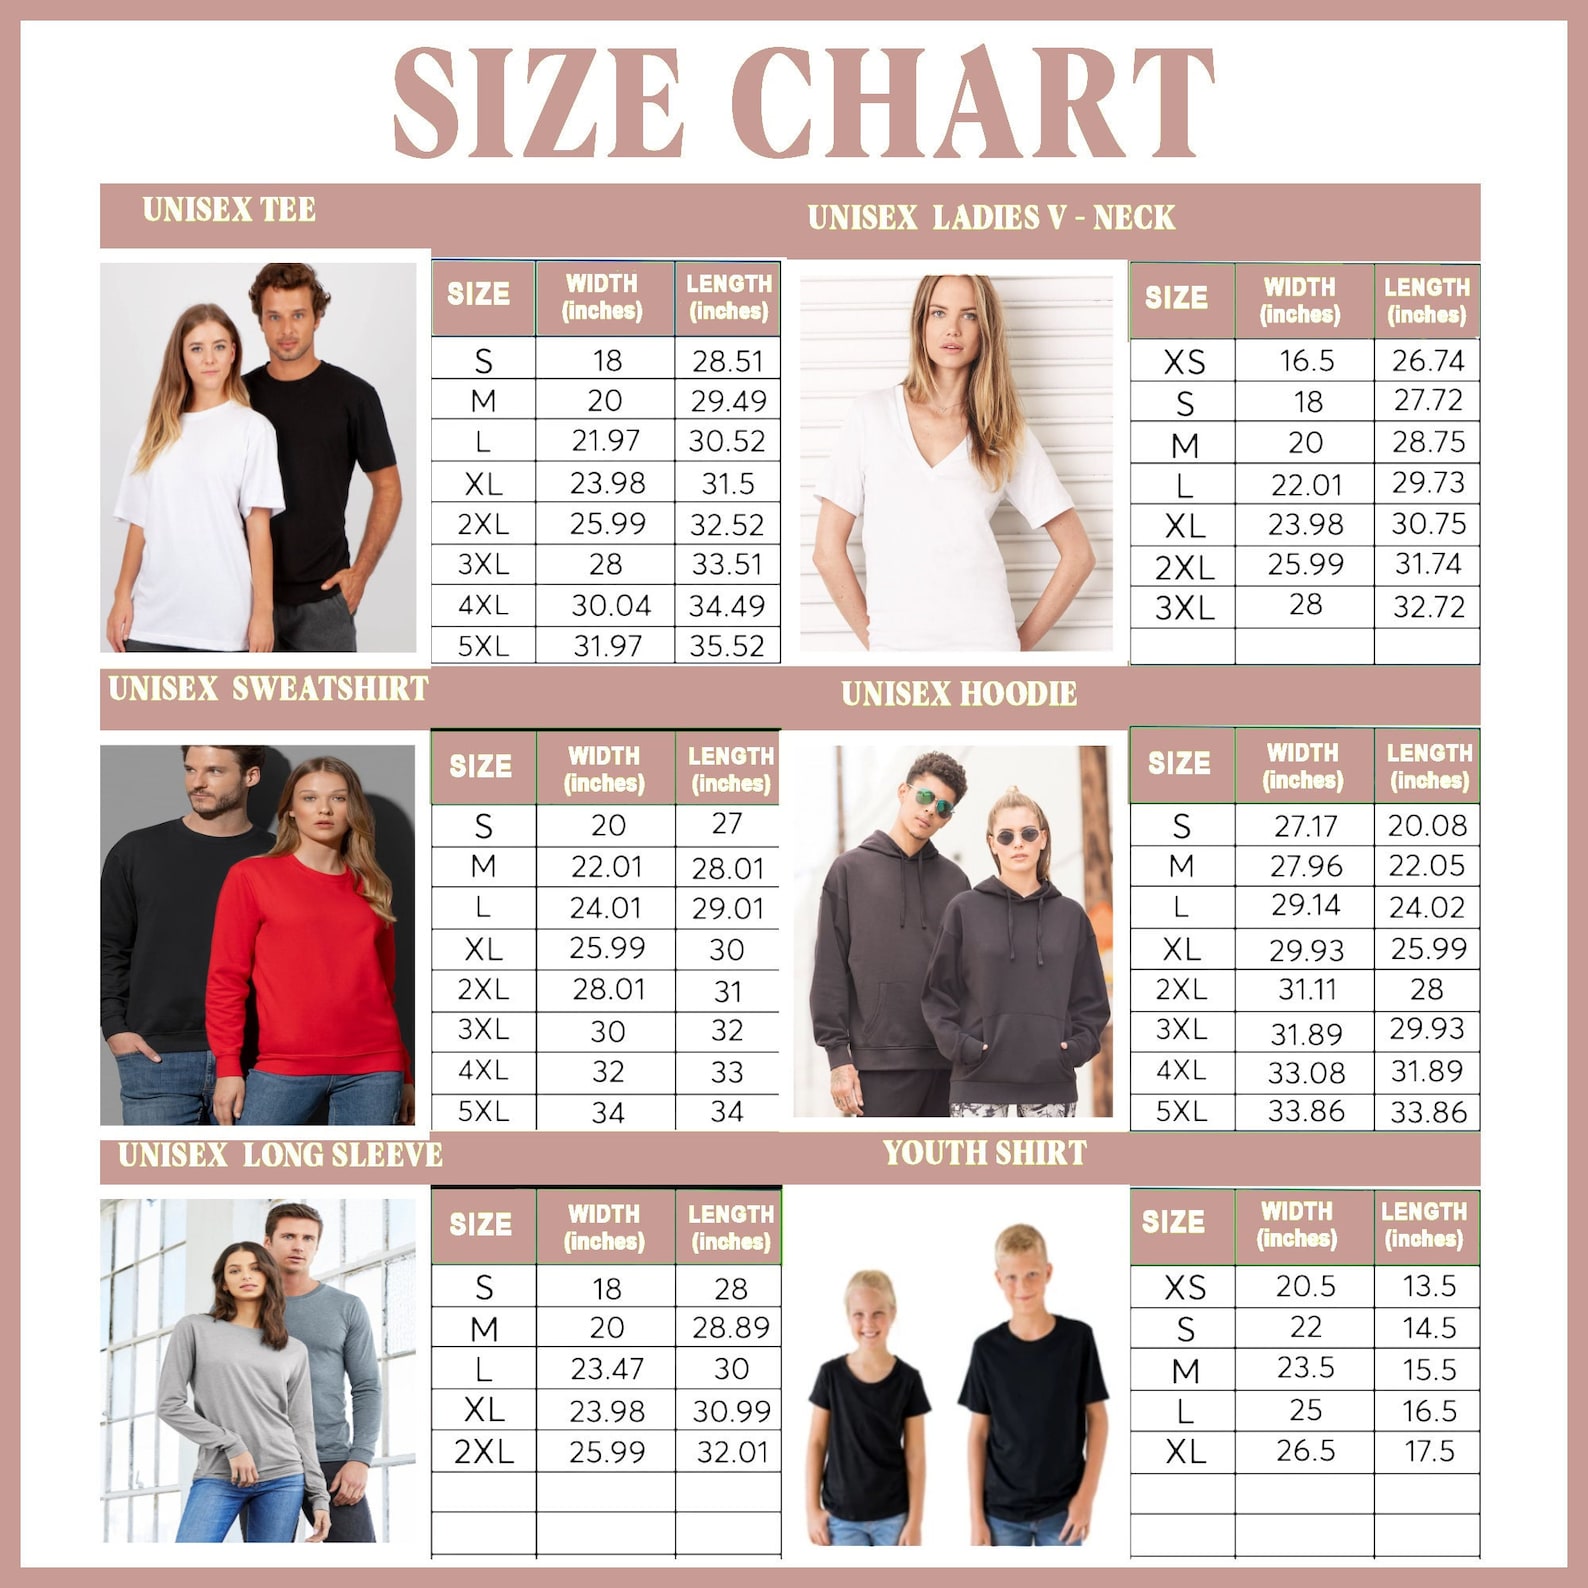 SIZE CHART
UNISEX TEE
SIZE WIDTH (inches) LENGTH (inches)
S 18 28.51
M 20 29.49
L 21.97 30.52
XL 23.98 31.5
2XL 25.99 32.52
3XL 28 33.51
4XL 30.04 34.49
5XL 31.97 35.52
UNISEX LADIES V - NECK
SIZE WIDTH (inches) LENGTH (inches)
XS 16.5 26.74
S 18 27.72
M 20 28.75
L 22.01 29.73
XL 23.98 30.75
2XL 25.99 31.74
3XL 28 32.72
UNISEX SWEATSHIRT
SIZE WIDTH (inches) LENGTH (inches)
S 20 27
M 22.01 28.01
L 24.01 29.01
XL 25.99 30
2XL 28.01 31
3XL 30 32
4XL 32 33
5XL 34 34
UNISEX HOODIE
SIZE WIDTH (inches) LENGTH (inches)
S 27.17 20.08
M 27.96 22.05
L 29.14 24.02
XL 29.93 25.99
2XL 31.11 28
3XL 31.89 29.93
4XL 33.08 31.89
5XL 33.86 33.86
UNISEX LONG SLEEVE
SIZE WIDTH (inches) LENGTH (inches)
S 18 28
M 20 28.89
L 23.47 30
XL 23.98 30.99
2XL 25.99 32.01
YOUTH SHIRT
SIZE WIDTH (inches) LENGTH (inches)
XS 20.5 13.5
S 22 14.5
M 23.5 15.5
L 25 16.5
XL 26.5 17.5